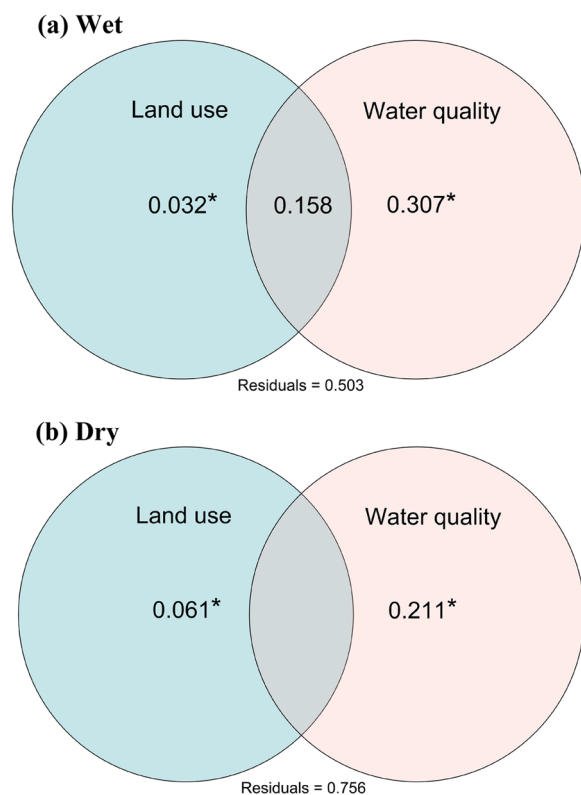 (a) Wet
Land use Water quality
0.032* 0.158 0.307*
Residuals = 0.503
(b) Dry
Land use Water quality
0.061* 0.211*
Residuals = 0.756